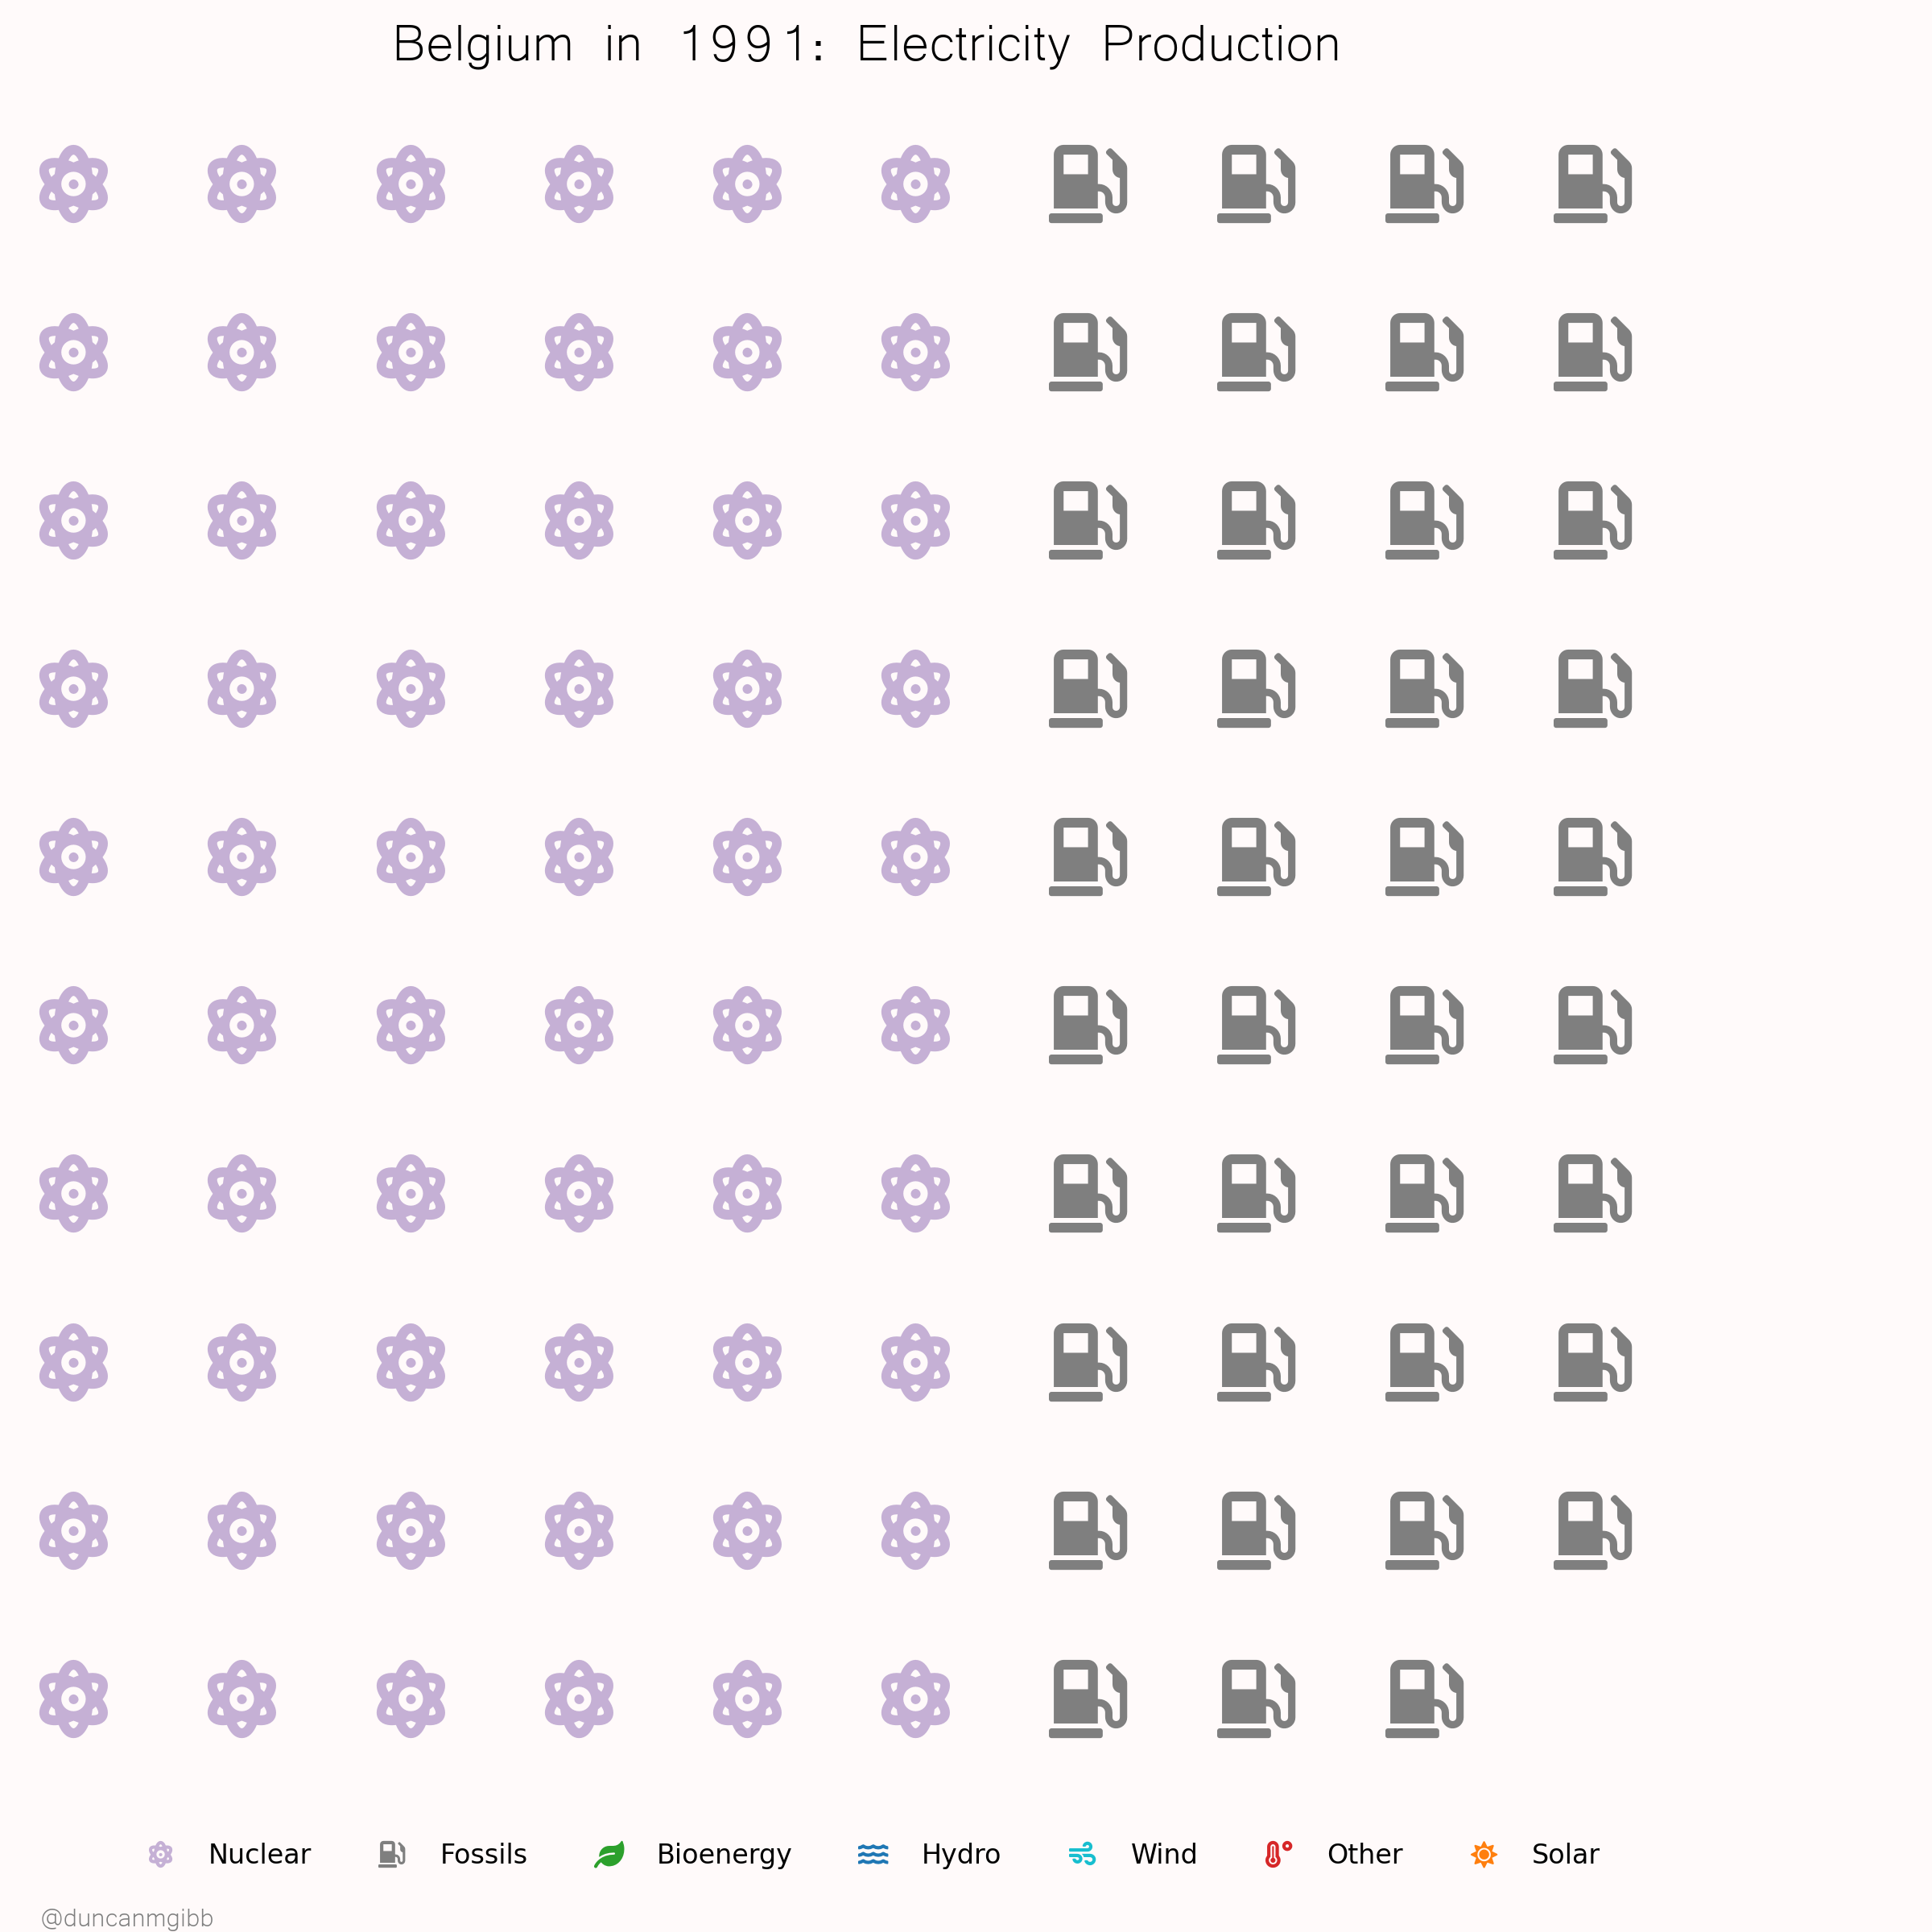 Belgium in 1991: Electricity Production
Nuclear Fossils Bioenergy Hydro Wind Other Solar
@duncanmgibb